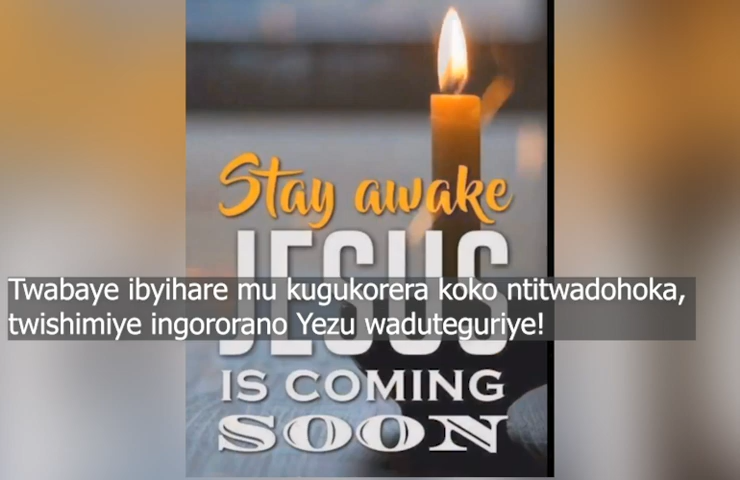 Stay awake
JESUS
Twabaye ibyihare mu kugukorera koko ntitwadohoka,
twishimiye ingororano Yezu waduteguriye!
IS COMING
SOON